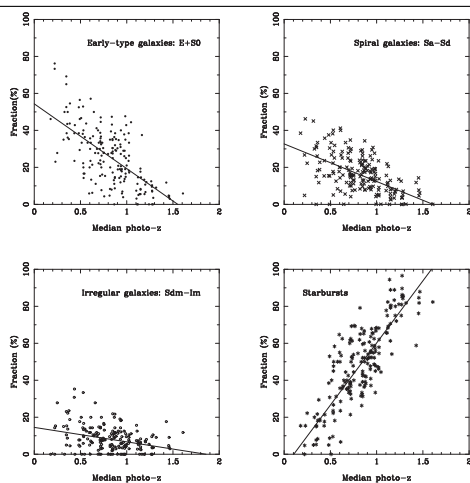 Early-type galaxies: E+S0
Fraction(%)
100
80
60
40
20
0
0 0.5 1 1.5 2
Median photo-z
Spiral galaxies: Sa-Sd
Fraction (%)
100
80
60
40
20
0
0 0.5 1 1.5 2
Median photo-z
Irregular galaxies: Sdm-Im
Fraction (%)
100
80
60
40
20
0
0 0.5 1 1.5 2
Median photo-z
Starbursts
Fraction (%)
100
80
60
40
20
0
0 0.5 1 1.5 2
Median photo-z